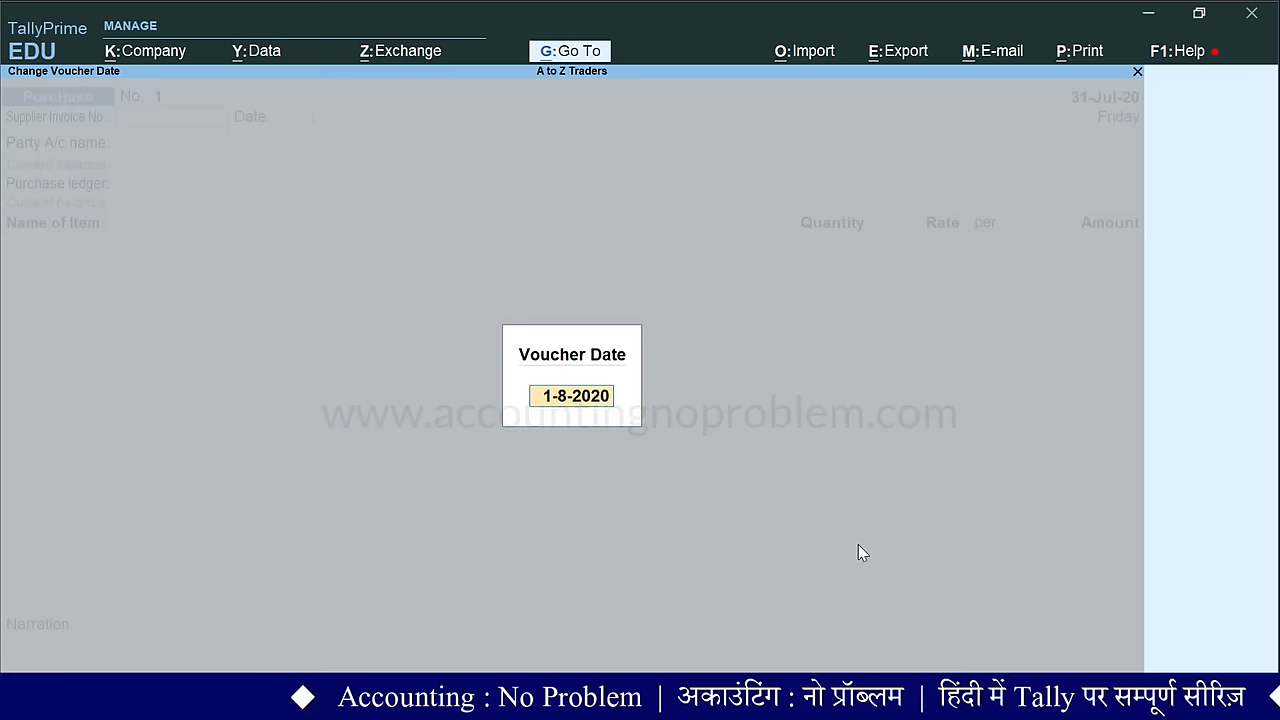 TallyPrime MANAGE
EDU K:Company Y:Data Z:Exchange G:Go To O:Import E:Export M:E-mail P:Print F1:Help
Change Voucher Date A to Z Traders
Purchase No. 1 31-Jul-20
Supplier Invoice No.: Date : Friday
Party A/c name:
Current balance
Purchase ledger:
Current balance
Name of Item Quantity Rate per Amount
Voucher Date
1-8-2020
www.accountingnoproblem.com
Narration:
Accounting : No Problem | अकाउंटिंग : नो प्रॉब्लम | हिंदी में Tally पर सम्पूर्ण सीरिज़